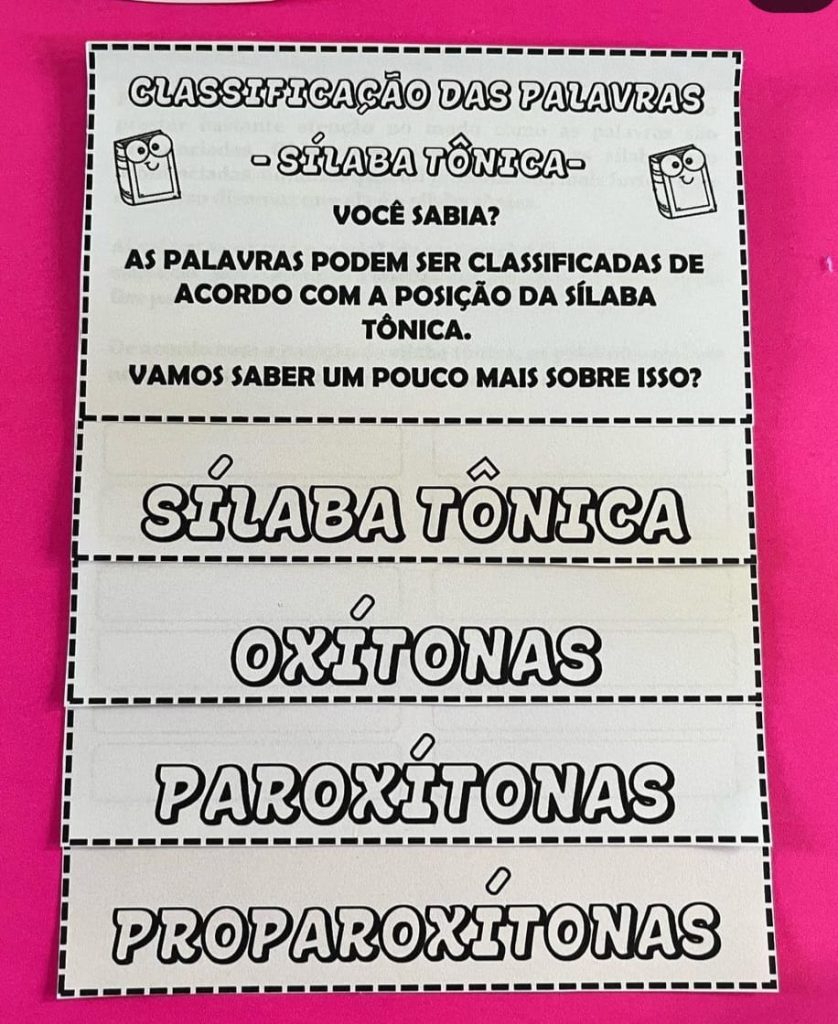 CLASSIFICAÇÃO DAS PALAVRAS
- SÍLABA TÔNICA-
VOCÊ SABIA?
AS PALAVRAS PODEM SER CLASSIFICADAS DE
ACORDO COM A POSIÇÃO DA SÍLABA
TÔNICA.
VAMOS SABER UM POUCO MAIS SOBRE ISSO?
SÍLABA TÔNICA
OXÍTONAS
PAROXÍTONAS
PROPAROXÍTONAS